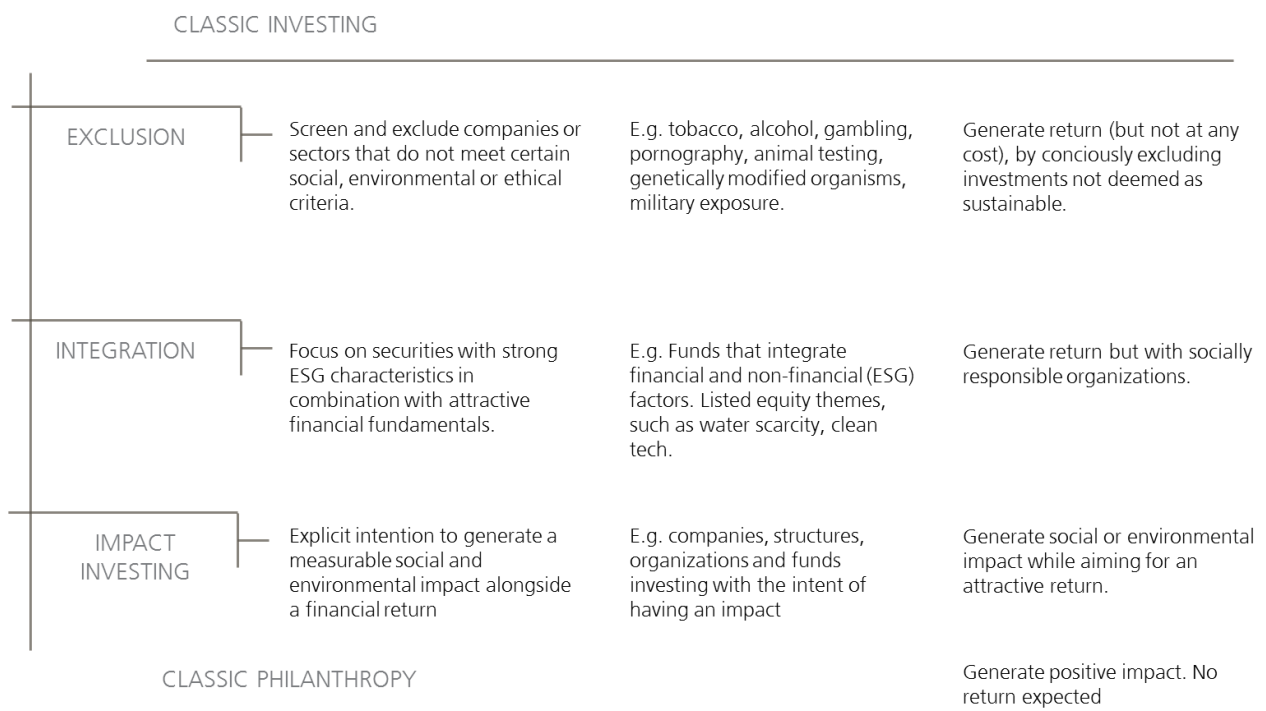 CLASSIC INVESTING
EXCLUSION
Screen and exclude companies or
sectors that do not meet certain
social, environmental or ethical
criteria.
E.g. tobacco, alcohol, gambling,
pornography, animal testing,
genetically modified organisms,
military exposure.
Generate return (but not at any
cost), by conciously excluding
investments not deemed as
sustainable.
INTEGRATION
Focus on securities with strong
ESG characteristics in
combination with attractive
financial fundamentals.
E.g. Funds that integrate
financial and non-financial (ESG)
factors. Listed equity themes,
such as water scarcity, clean
tech.
Generate return but with socially
responsible organizations.
IMPACT
INVESTING
Explicit intention to generate a
measurable social and
environmental impact alongside
a financial return
E.g. companies, structures,
organizations and funds
investing with the intent of
having an impact
Generate social or environmental
impact while aiming for an
attractive return.
CLASSIC PHILANTHROPY
Generate positive impact. No
return expected